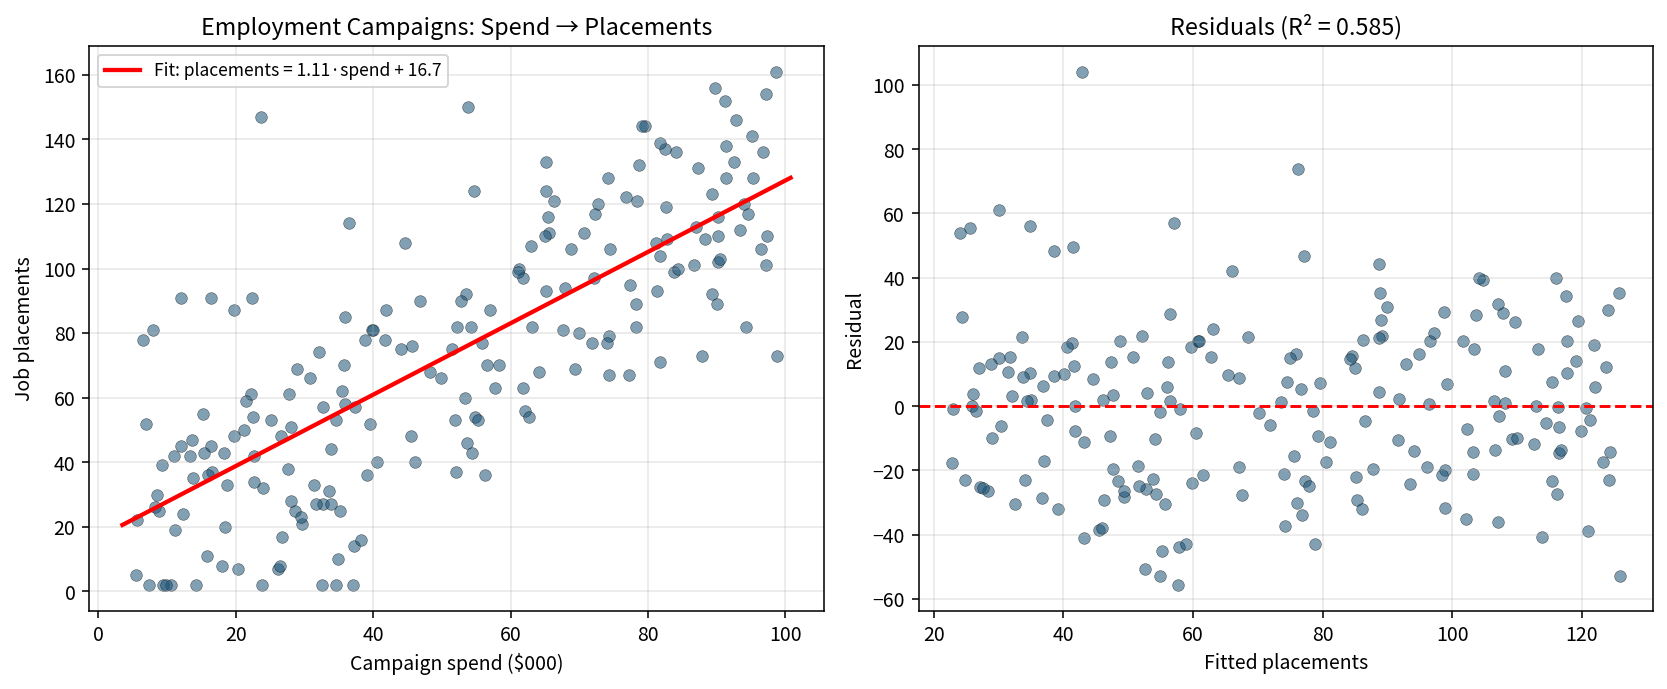 Employment Campaigns: Spend → Placements
Fit: placements = 1.11·spend + 16.7
Job placements
160
140
120
100
80
60
40
20
0
0 20 40 60 80 100
Campaign spend ($000)
Residuals (R² = 0.585)
Residual
100
80
60
40
20
0
−20
−40
−60
20 40 60 80 100 120
Fitted placements